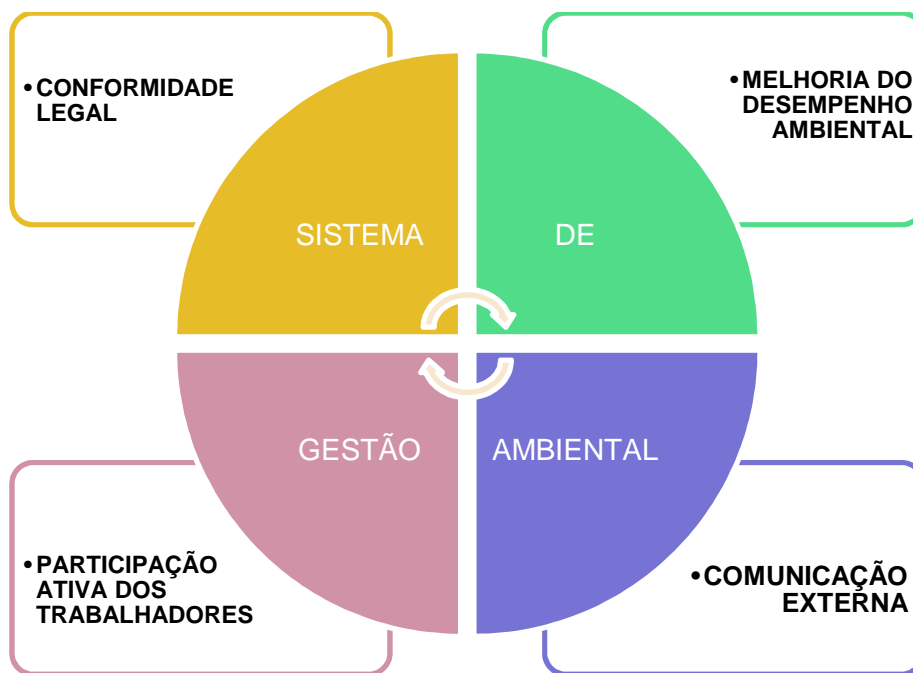 •CONFORMIDADE
LEGAL
•MELHORIA DO
DESEMPENHO
AMBIENTAL
SISTEMA
DE
GESTÃO
AMBIENTAL
•PARTICIPAÇÃO
ATIVA DOS
TRABALHADORES
•COMUNICAÇÃO
EXTERNA